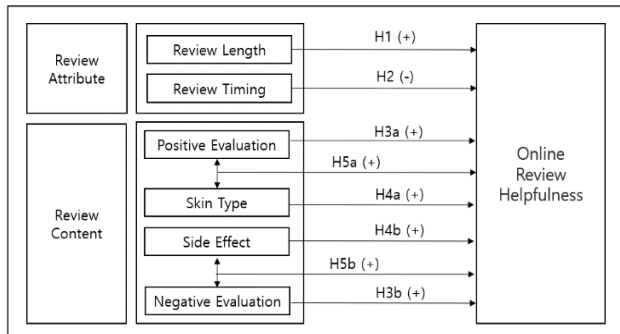 Review
Attribute
Review Length
Review Timing
H1 (+)
H2 (-)
Review
Content
Positive Evaluation
Skin Type
Side Effect
Negative Evaluation
H3a (+)
H5a (+)
H4a (+)
H4b (+)
H5b (+)
H3b (+)
Online
Review
Helpfulness